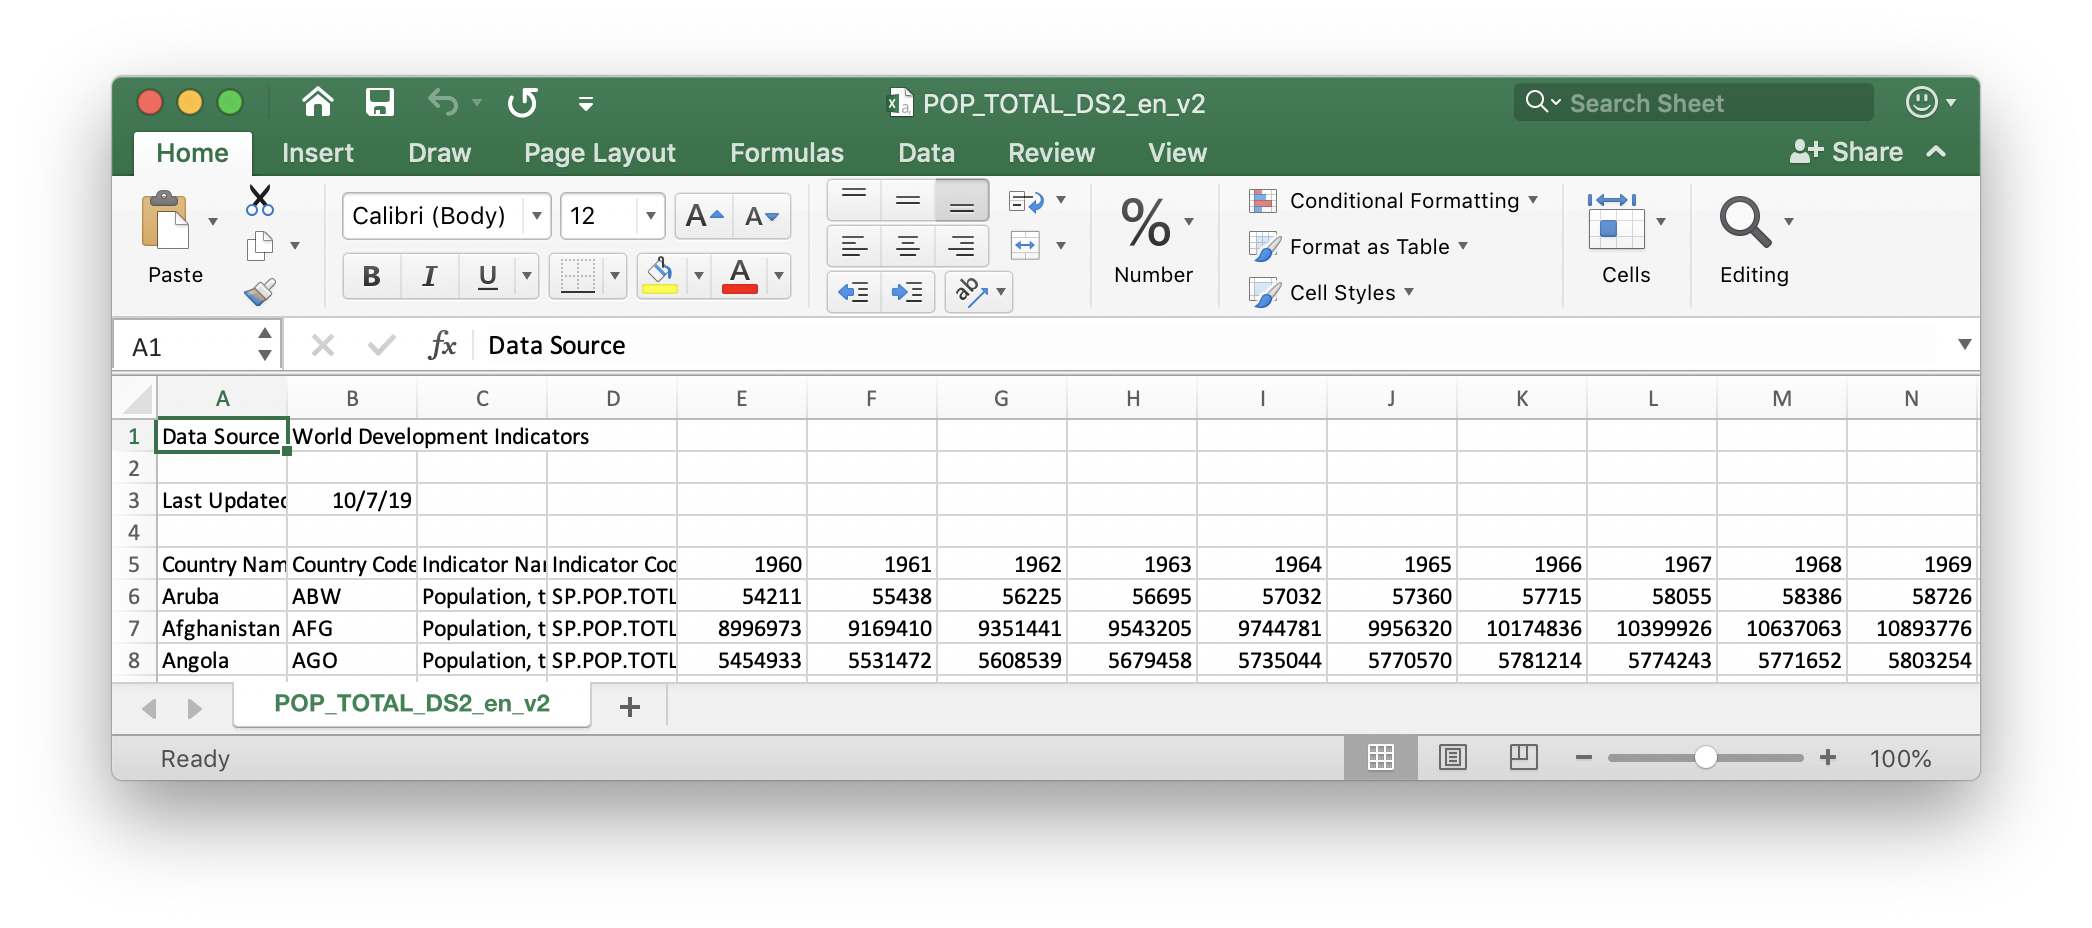 POP_TOTAL_DS2_en_v2 Search Sheet
Home Insert Draw Page Layout Formulas Data Review View Share
Calibri (Body) 12 A A
Paste B I U A ab % Number
Conditional Formatting
Format as Table
Cell Styles
Cells Editing
A1 fx Data Source
A B C D E F G H I J K L M N
1 Data Source World Development Indicators
2
3 Last Updated 10/7/19
4
5 Country Nam Country Code Indicator Nar Indicator Coc 1960 1961 1962 1963 1964 1965 1966 1967 1968 1969
6 Aruba ABW Population, t SP.POP.TOTL 54211 55438 56225 56695 57032 57360 57715 58055 58386 58726
7 Afghanistan AFG Population, t SP.POP.TOTL 8996973 9169410 9351441 9543205 9744781 9956320 10174836 10399926 10637063 10893776
8 Angola AGO Population, t SP.POP.TOTL 5454933 5531472 5608539 5679458 5735044 5770570 5781214 5774243 5771652 5803254
POP_TOTAL_DS2_en_v2 +
Ready 100%